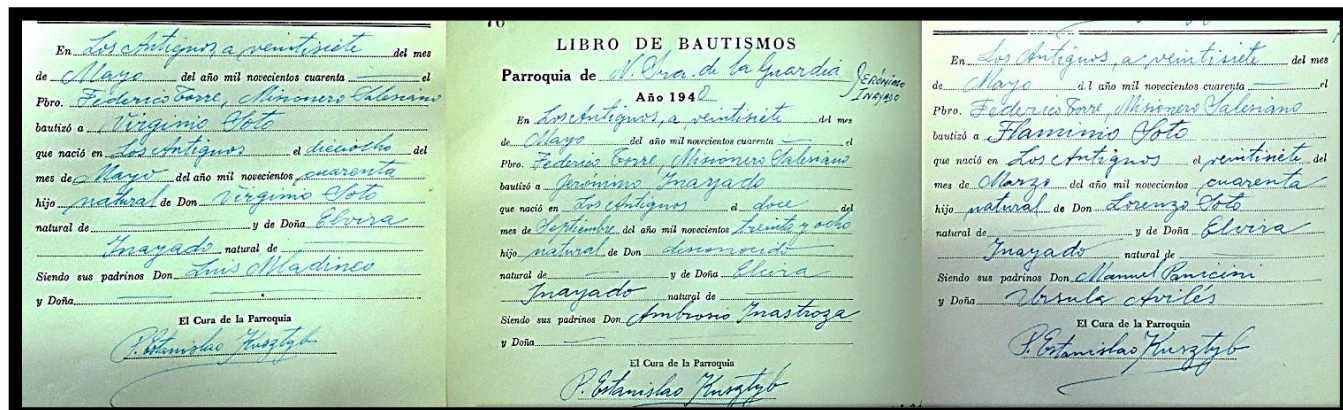 En Los Antiguos, a veintisiete del mes
de Mayo del año mil novecientos cuarenta el
Pbro. Federico Torre, Misionero Salesiano
bautizó a Virginio Soto
que nació en Los Antiguos el dieciocho del
mes de Mayo del año mil novecientos cuarenta
hijo natural de Don Virginio Soto
natural de y de Doña Elvira
Inayado natural de
Siendo sus padrinos Don Luis Mladineo
y Doña
El Cura de la Parroquia
P. Estanislao Kusztyb
70
LIBRO DE BAUTISMOS
Parroquia de N. Sra. de la Guardia
JERÓNIMO
INAYADO
Año 1940
En Los Antiguos, a veintisiete del mes
de Mayo del año mil novecientos cuarenta el
Pbro. Federico Torre, Misionero Salesiano
bautizó a Jerónimo Inayado
que nació en Los Antiguos el doce del
mes de Septiembre del año mil novecientos treinta y ocho
hijo natural de Don desconocido
natural de y de Doña Elvira
Inayado natural de
Siendo sus padrinos Don Ambrosio Inastroza
y Doña
El Cura de la Parroquia
P. Estanislao Kusztyb
En Los Antiguos, a veintisiete del mes
de Mayo d.l año mil novecientos cuarenta el
Pbro. Federico Torre, Misionero Salesiano
bautizó a Flaminio Soto
que nació en Los Antiguos el veintisiete del
mes de Marzo del año mil novecientos cuarenta
hijo natural de Don Lorenzo Soto
natural de y de Doña Elvira
Inayado natural de
Siendo sus padrinos Don Manuel Panicini
y Doña Ursula Avilés
El Cura de la Parroquia
P. Estanislao Kusztyb